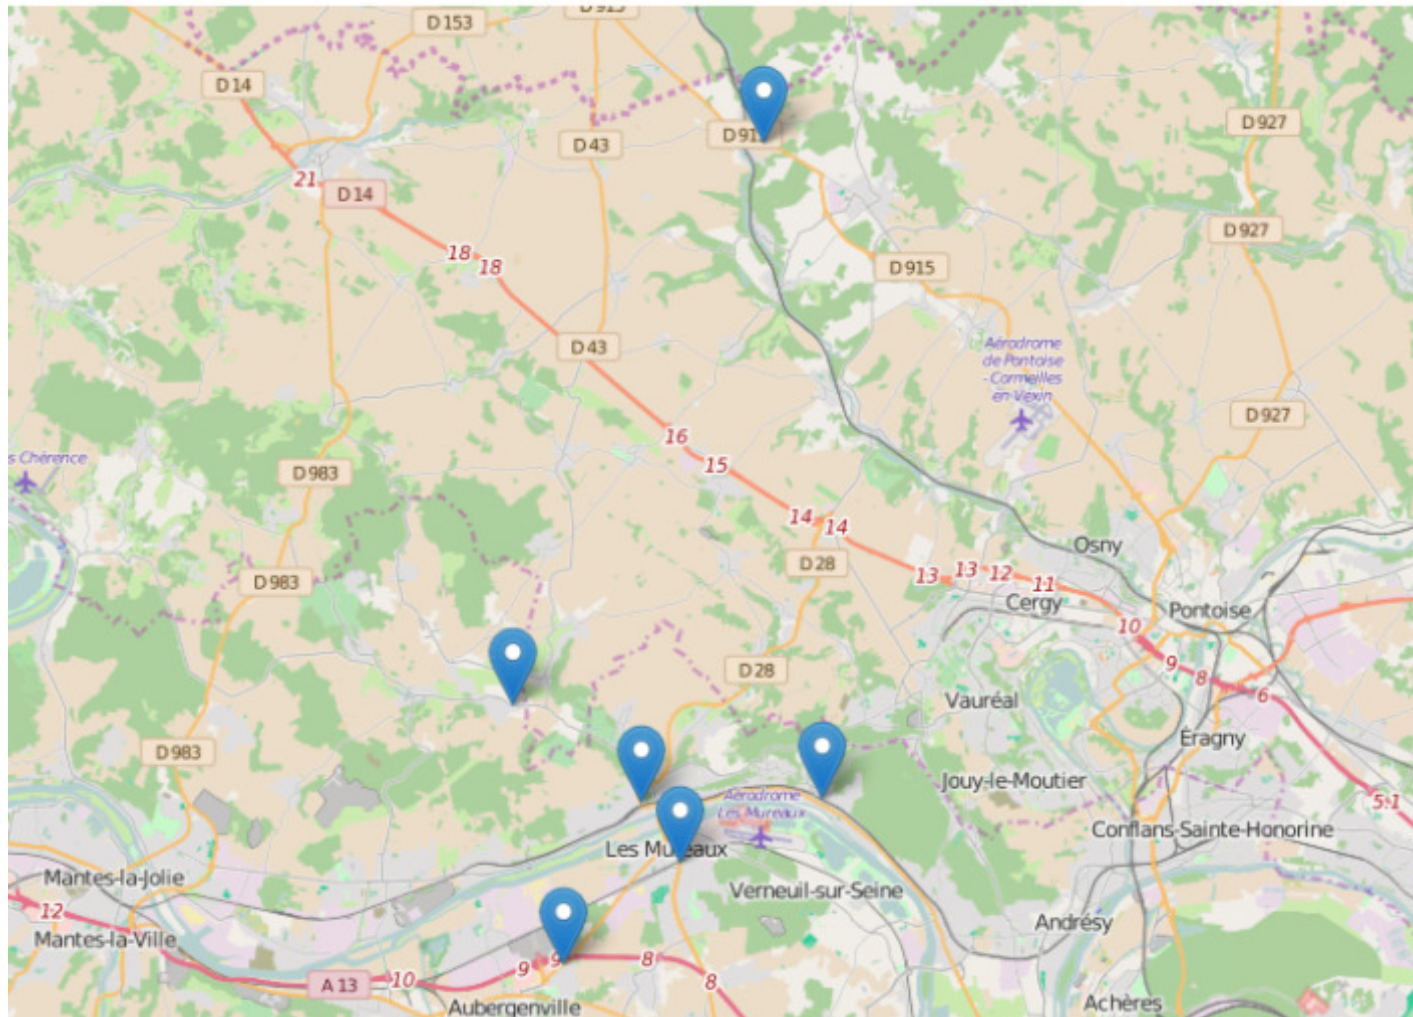 D 153
D 915
D 14
D 43
D 927
21
D 14
18
18
D 927
D 915
D 43
Aérodrome
de Pontoise
- Cormeilles
en Vexin
D 927
16
15
s Chérence
D 983
14
14
Osny
D 28
13
13
12
11
D 983
Cergy
Pontoise
10
9
8
6
D 28
Vauréal
Éragny
D 983
Jouy-le-Moutier
Aérodrome
Les Mureaux
5.1
Conflans-Sainte-Honorine
Mantes-la-Jolie
Verneuil-sur-Seine
12
Andrésy
Mantes-la-Ville
A 13
10
9
9
8
8
Aubergenville
Achères